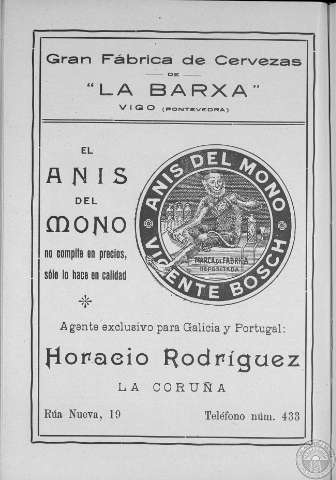 Gran Fábrica de Cervezas
DE
"LA BARXA"
VIGO (PONTEVEDRA)
EL
ANIS
DEL
MONO
no compite en precios,
sólo lo hace en calidad
ANIS DEL MONO
MARCA DE FÁBRICA
DEPOSITADA
VICENTE BOSCH
Agente exclusivo para Galicia y Portugal:
Horacio Rodríguez
LA CORUÑA
Rúa Nueva, 19 Teléfono núm. 433